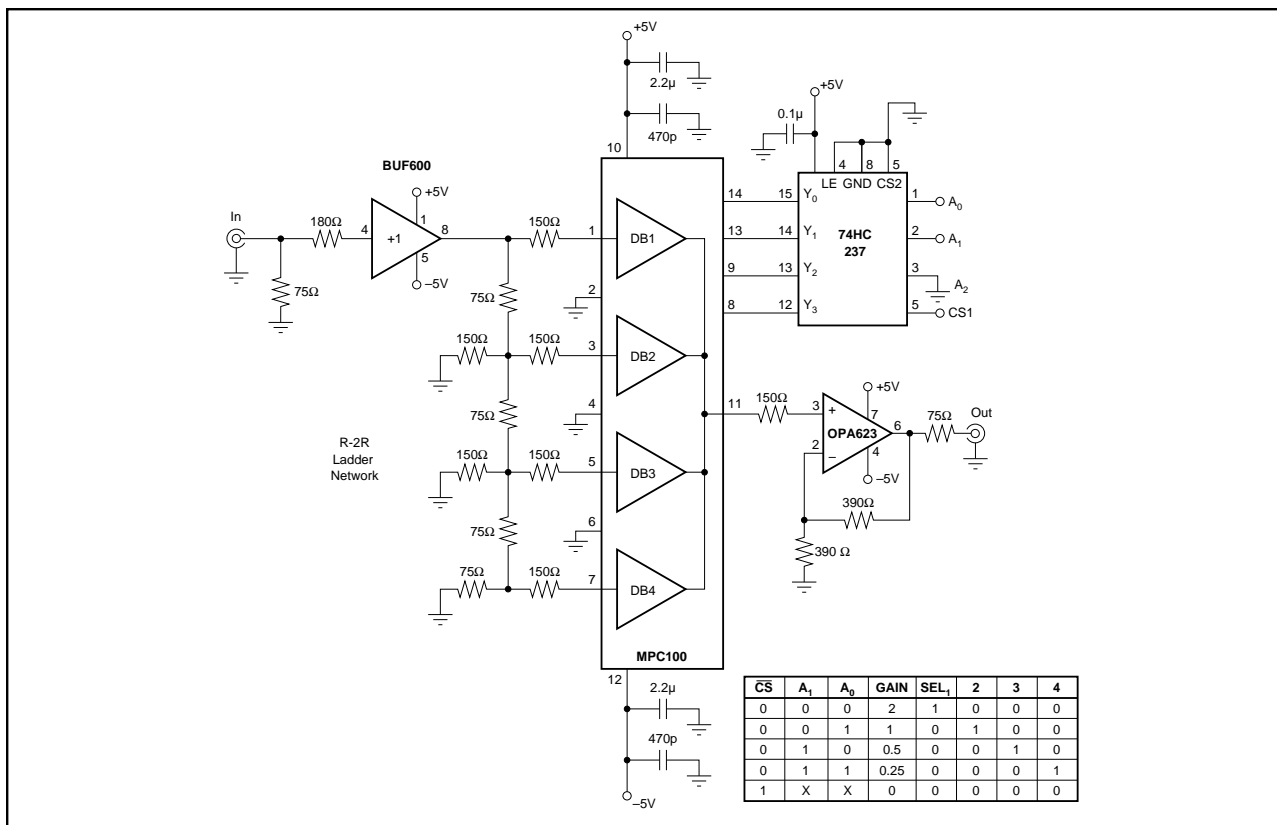 +5V
2.2µ
470p
10
+5V
0.1µ
4 8 5
LE GND CS2
BUF600
+5V
In
180Ω
4
+1
1
8
5
–5V
75Ω
150Ω
1
DB1
2
75Ω
150Ω
150Ω
3
DB2
4
75Ω
R-2R
Ladder
Network
150Ω
150Ω
5
DB3
6
75Ω
75Ω
150Ω
7
DB4
MPC100
14 15 Y0
13 14 Y1
9 13 Y2
8 12 Y3
74HC
237
1 A0
2 A1
3
A2
5 CS1
11
150Ω
3
+
2
–
OPA623
+5V
7
6
4
–5V
75Ω
Out
390Ω
390 Ω
12
2.2µ
470p
–5V
CS A1 A0 GAIN SEL1 2 3 4
0 0 0 2 1 0 0 0
0 0 1 1 0 1 0 0
0 1 0 0.5 0 0 1 0
0 1 1 0.25 0 0 0 1
1 X X 0 0 0 0 0